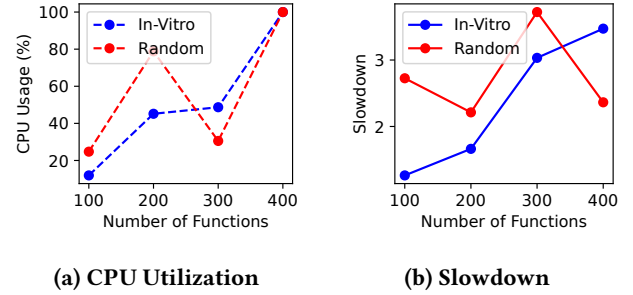 100
80
60
40
20
CPU Usage (%)
In-Vitro
Random
100 200 300 400
Number of Functions
(a) CPU Utilization
3
2
Slowdown
In-Vitro
Random
100 200 300 400
Number of Functions
(b) Slowdown